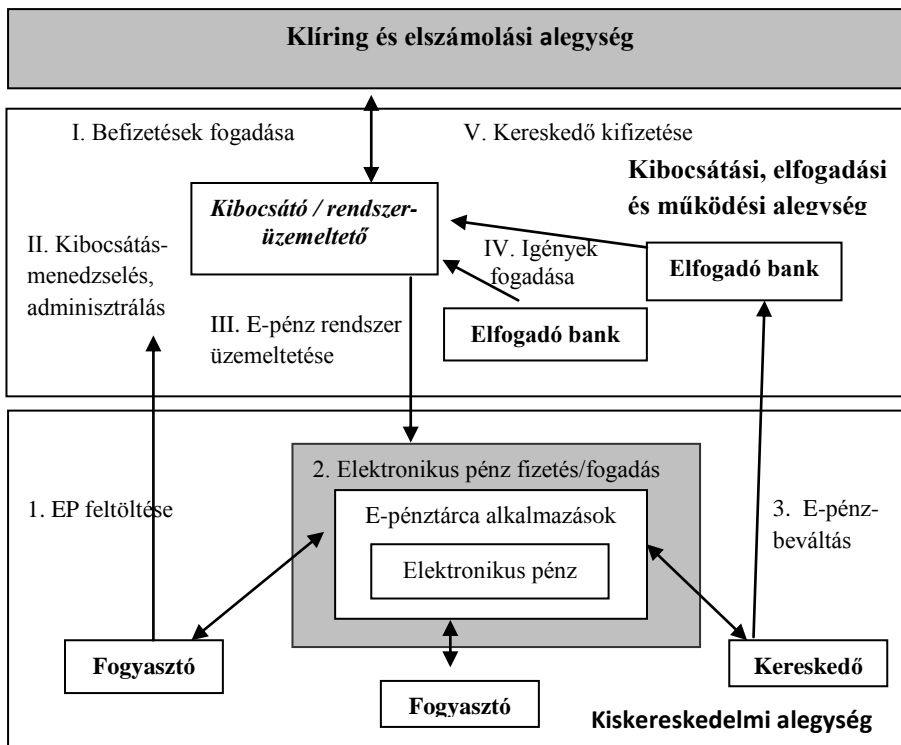 Klíring és elszámolási alegység
I. Befizetések fogadása
V. Kereskedő kifizetése
Kibocsátási, elfogadási
és működési alegység
Kibocsátó / rendszer-
üzemeltető
II. Kibocsátás-
menedzselés,
adminisztrálás
IV. Igények
fogadása
Elfogadó bank
III. E-pénz rendszer
üzemeltetése
Elfogadó bank
2. Elektronikus pénz fizetés/fogadás
1. EP feltöltése
E-pénztárca alkalmazások
3. E-pénz-
beváltás
Elektronikus pénz
Fogyasztó
Kereskedő
Fogyasztó
Kiskereskedelmi alegység